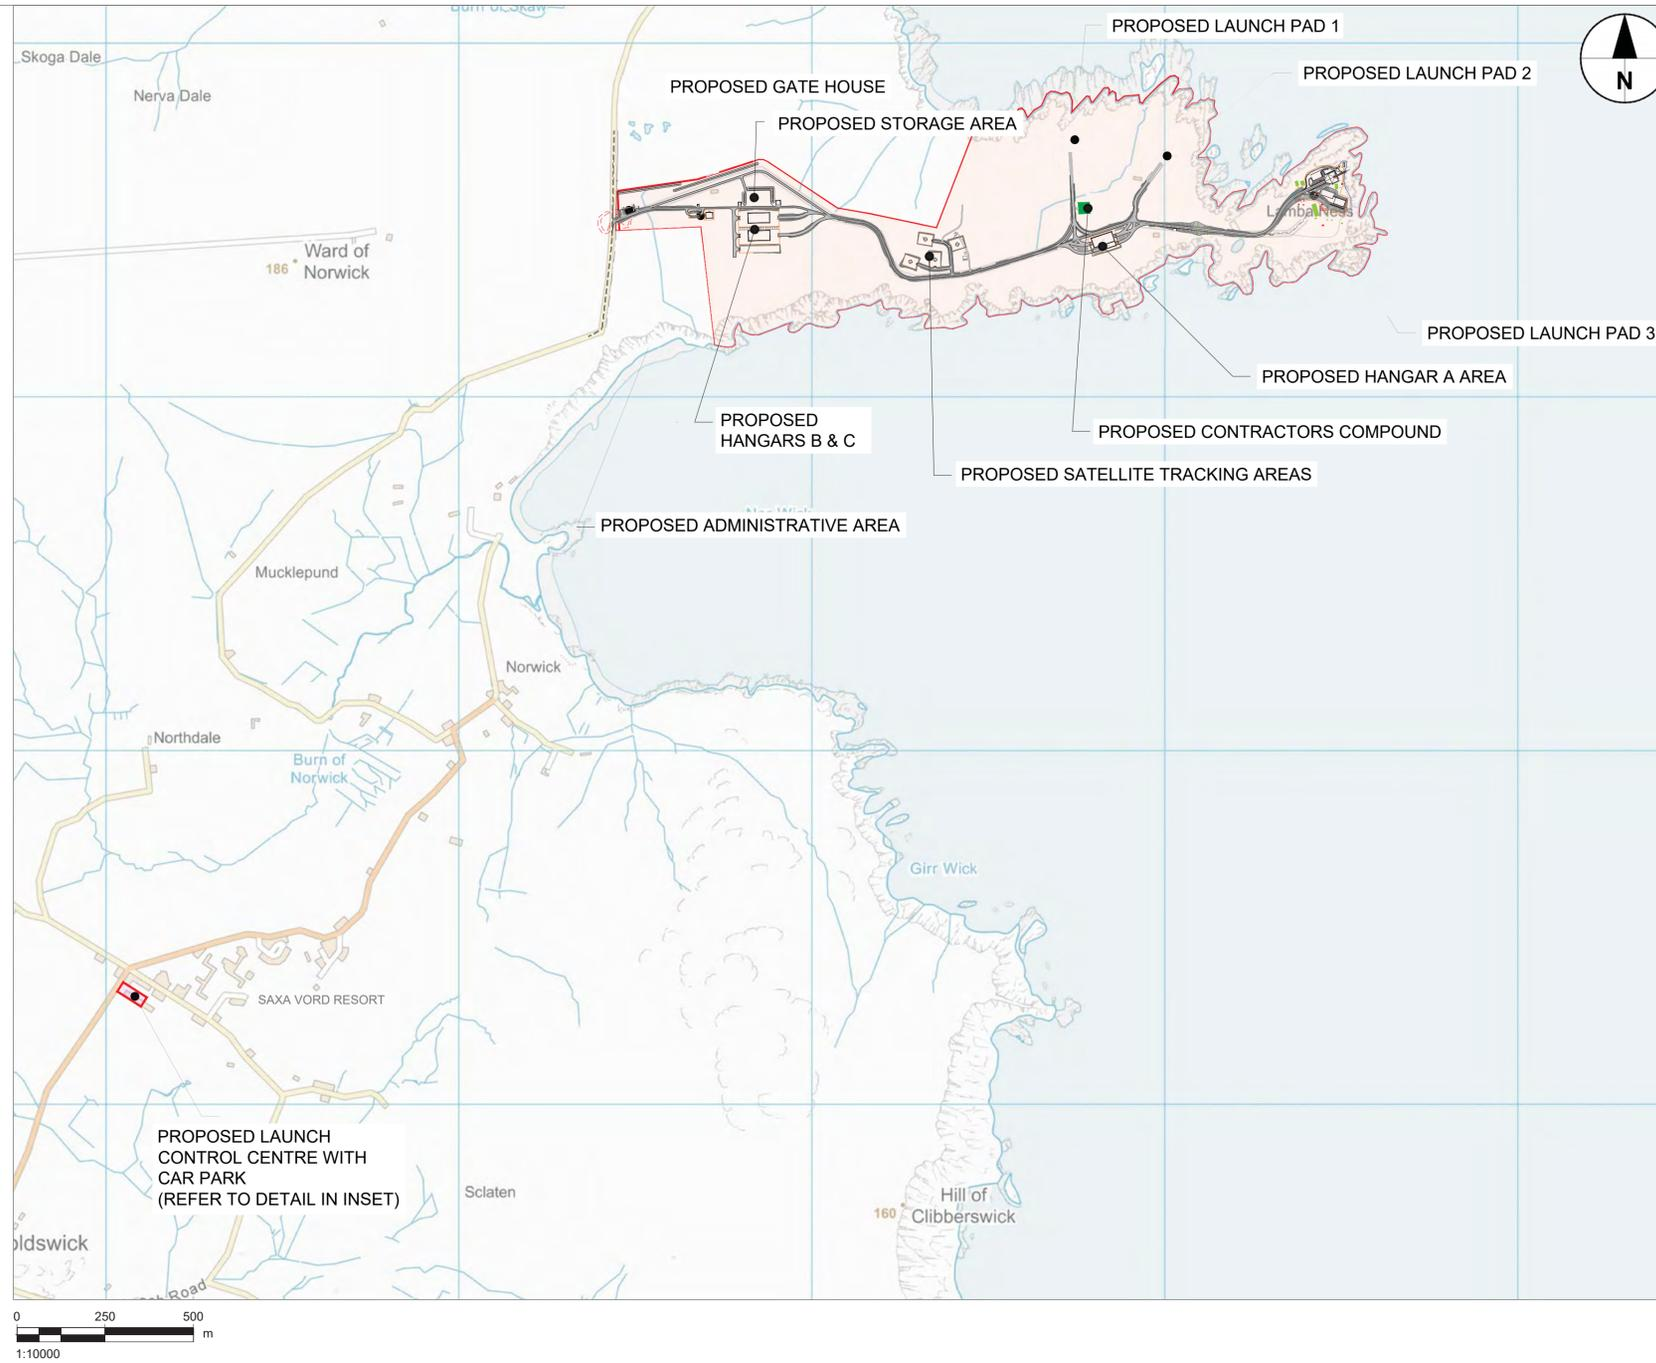 PROPOSED LAUNCH PAD 1
Skoga Dale
PROPOSED LAUNCH PAD 2
N
PROPOSED GATE HOUSE
Nerva Dale
PROPOSED STORAGE AREA
Lamba Ness
Ward of
Norwick
186
PROPOSED LAUNCH PAD 3
PROPOSED HANGAR A AREA
PROPOSED
HANGARS B & C
PROPOSED CONTRACTORS COMPOUND
PROPOSED SATELLITE TRACKING AREAS
PROPOSED ADMINISTRATIVE AREA
Mucklepund
Norwick
Northdale
Burn of
Norwick
Girr Wick
SAXA VORD RESORT
PROPOSED LAUNCH
CONTROL CENTRE WITH
CAR PARK
(REFER TO DETAIL IN INSET)
Sclaten
160
Hill of
Clibberswick
oldswick
Road
0 250 500
m
1:10000